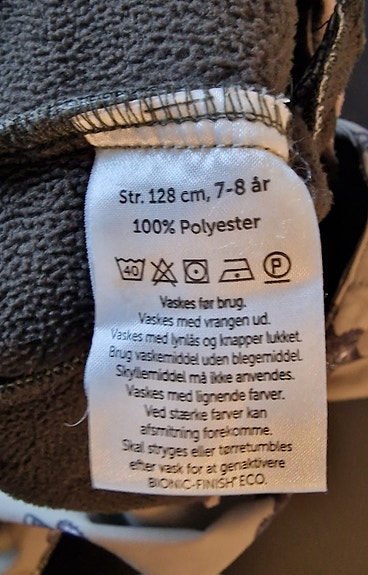 Str. 128 cm, 7-8 år
100% Polyester
40 P
Vaskes før brug.
Vaskes med vrangen ud.
Vaskes med lynlås og knapper lukket.
Brug vaskemiddel uden blegemiddel.
Skyllemiddel må ikke anvendes.
Vaskes med lignende farver.
Ved stærke farver kan
afsmitning forekomme.
Skal stryges eller tørretumbles
efter vask for at genaktivere
BIONIC-FINISH® ECO.